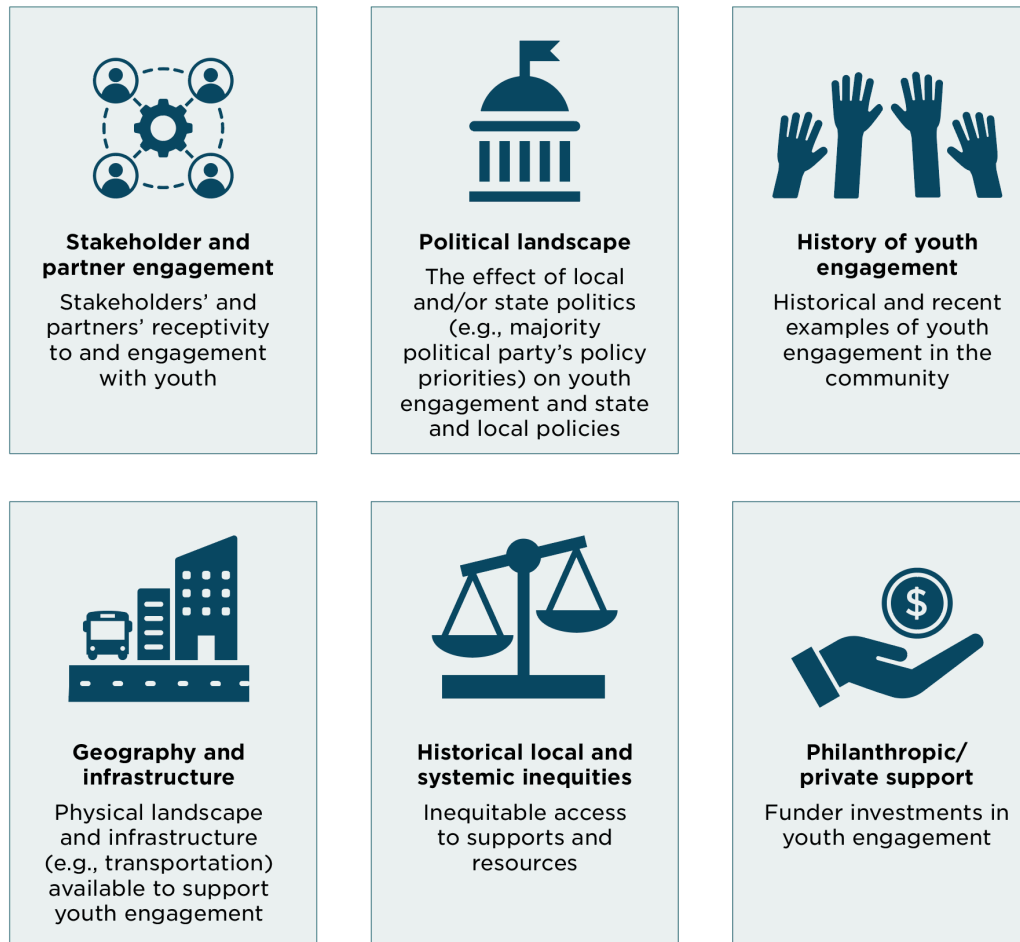 Stakeholder and
partner engagement
Stakeholders’ and
partners’ receptivity
to and engagement
with youth
Political landscape
The effect of local
and/or state politics
(e.g., majority
political party’s policy
priorities) on youth
engagement and state
and local policies
History of youth
engagement
Historical and recent
examples of youth
engagement in the
community
Geography and
infrastructure
Physical landscape
and infrastructure
(e.g., transportation)
available to support
youth engagement
Historical local and
systemic inequities
Inequitable access
to supports and
resources
$
Philanthropic/
private support
Funder investments in
youth engagement